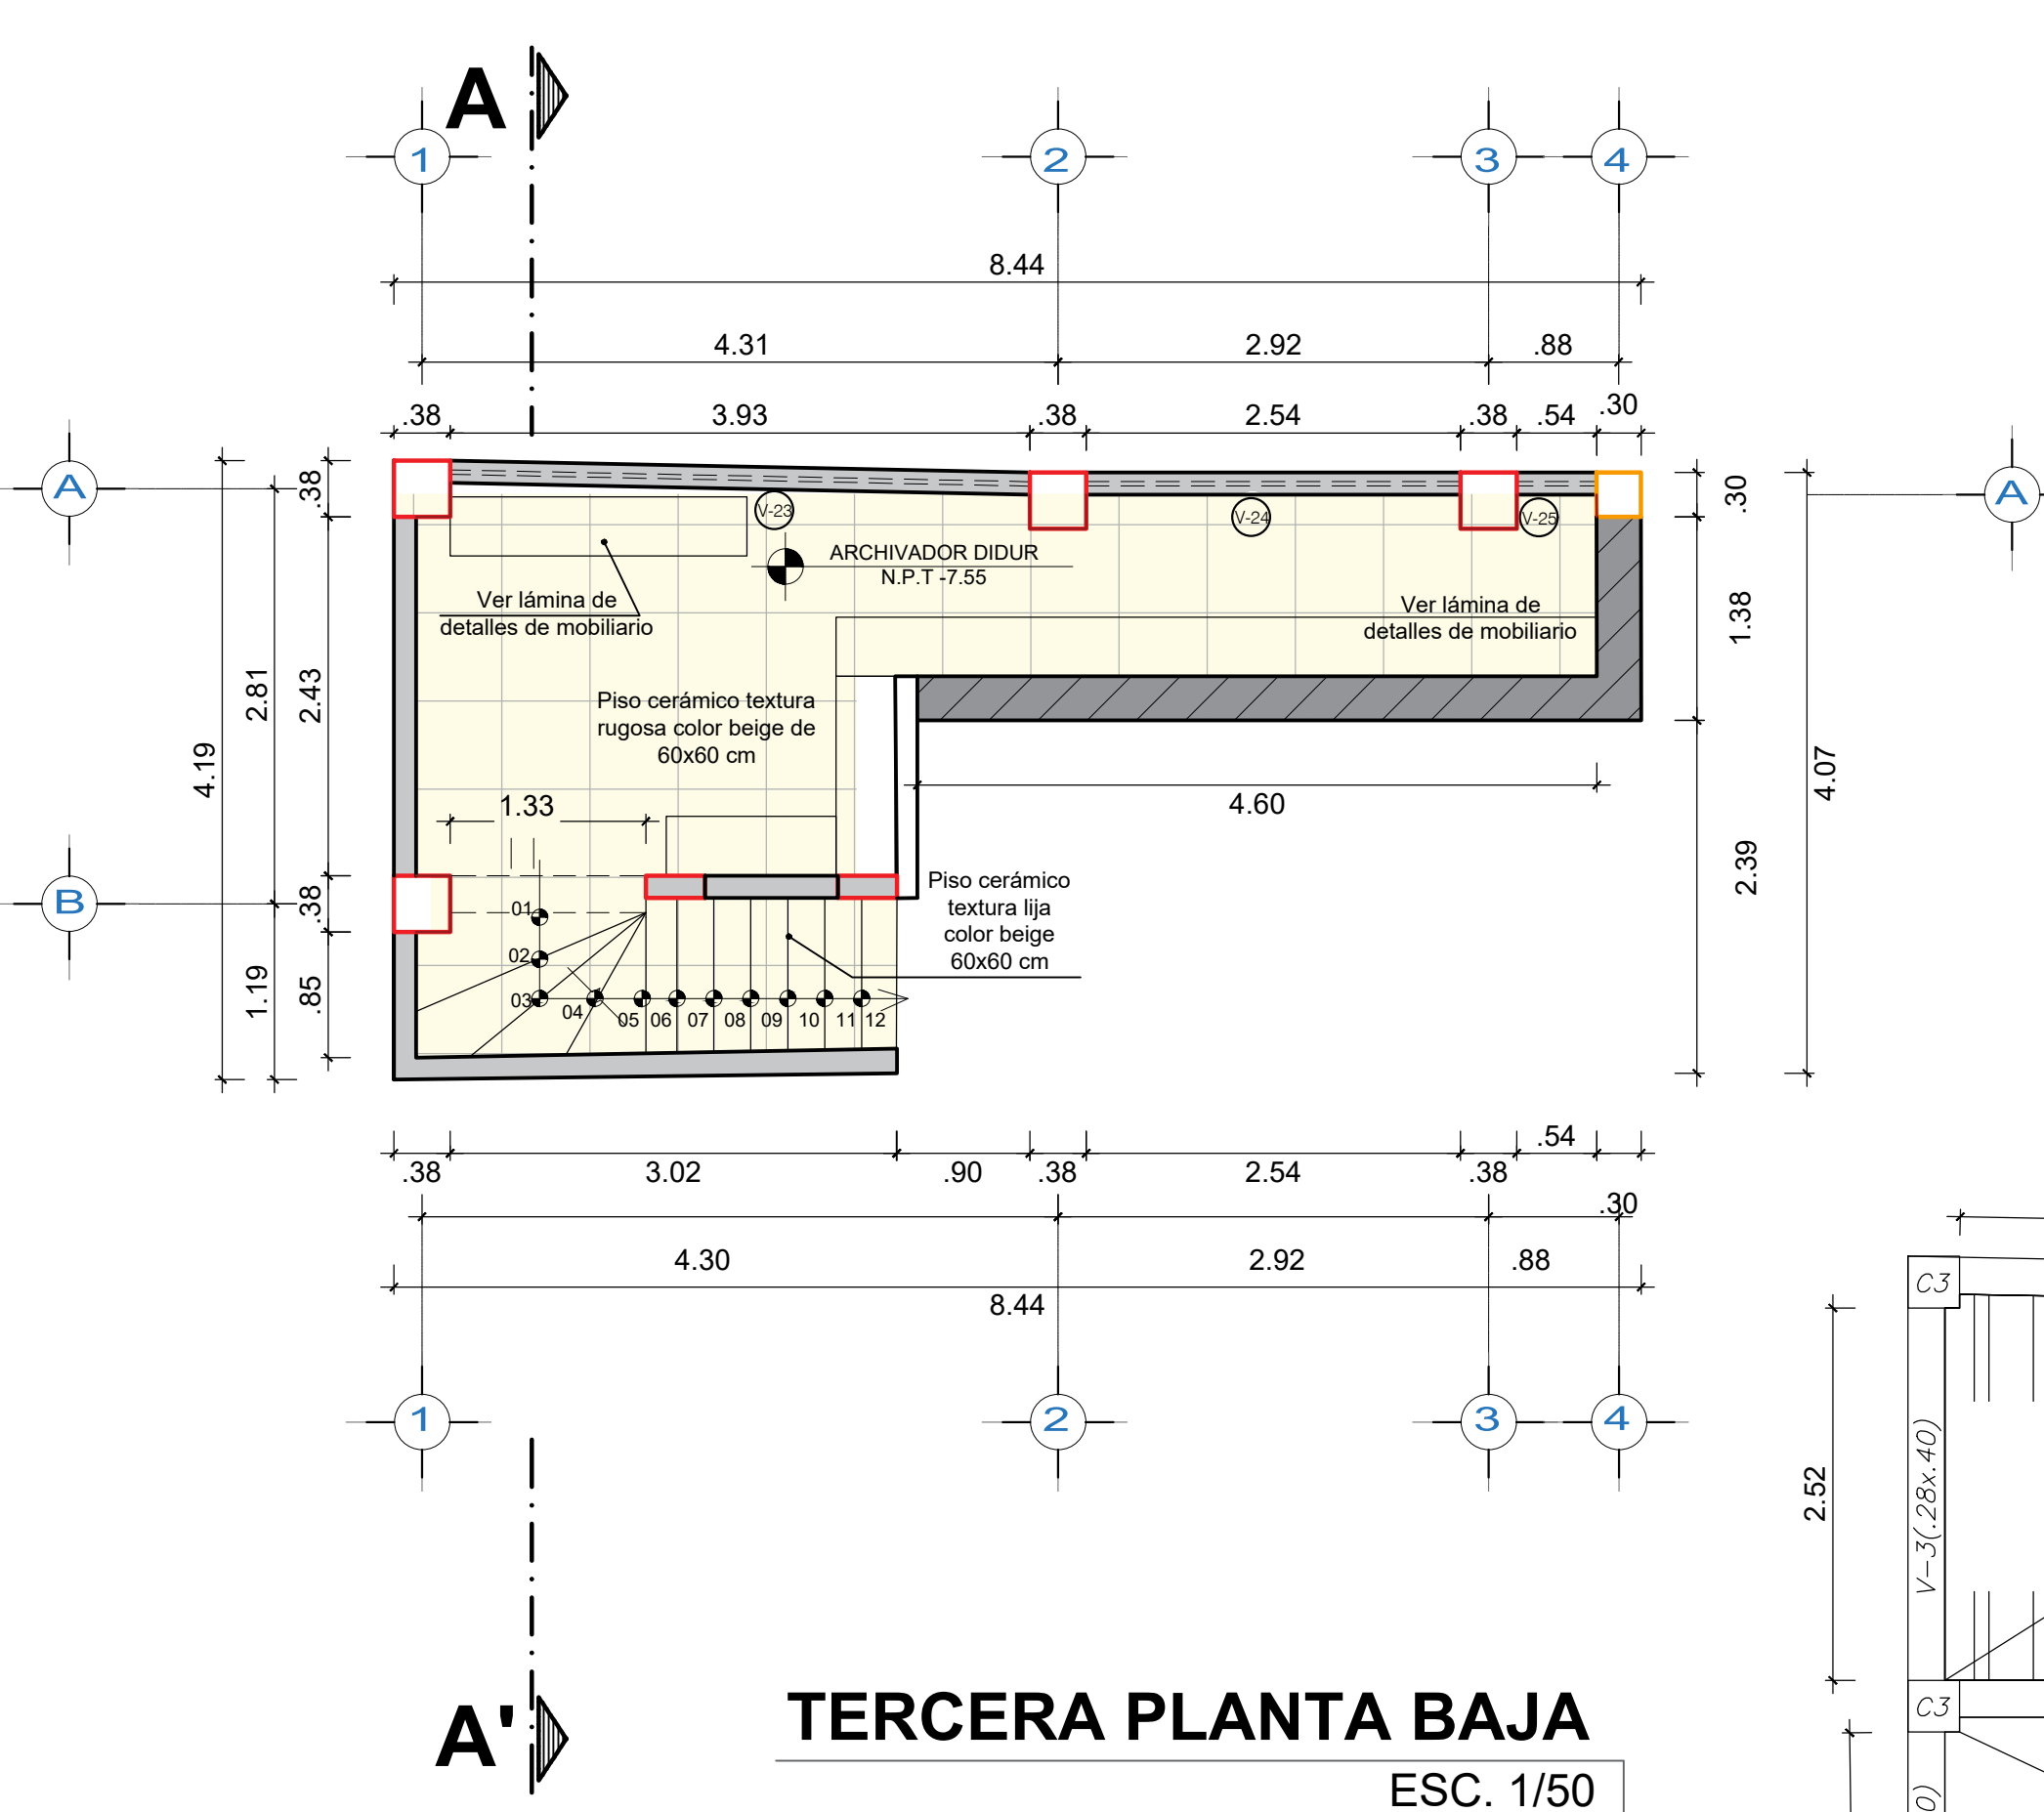 A
1
2
3
4
8.44
4.31
2.92
.88
.38
3.93
.38
2.54
.38
.54
.30
A
A
4.19
2.81
.38
2.43
.38
1.19
.85
B
.30
1.38
4.07
2.39
V-23
V-24
V-25
ARCHIVADOR DIDUR
N.P.T -7.55
Ver lámina de
detalles de mobiliario
Ver lámina de
detalles de mobiliario
Piso cerámico textura
rugosa color beige de
60x60 cm
1.33
4.60
Piso cerámico
textura lija
color beige
60x60 cm
01
02
03
04
05
06
07
08
09
10
11
12
.38
3.02
.90
.38
2.54
.38
.54
.30
4.30
2.92
.88
8.44
1
2
3
4
C3
V-3(.28x.40)
2.52
C3
0)
A'
TERCERA PLANTA BAJA
ESC. 1/50